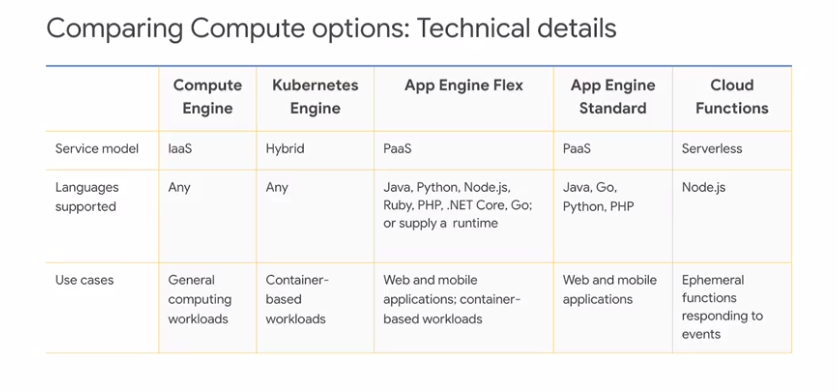 Comparing Compute options: Technical details
Compute Engine
Kubernetes Engine
App Engine Flex
App Engine Standard
Cloud Functions
Service model
IaaS
Hybrid
PaaS
PaaS
Serverless
Languages supported
Any
Any
Java, Python, Node.js,
Ruby, PHP, .NET Core, Go;
or supply a runtime
Java, Go,
Python, PHP
Node.js
Use cases
General
computing
workloads
Container-
based
workloads
Web and mobile
applications; container-
based workloads
Web and mobile
applications
Ephemeral
functions
responding to
events